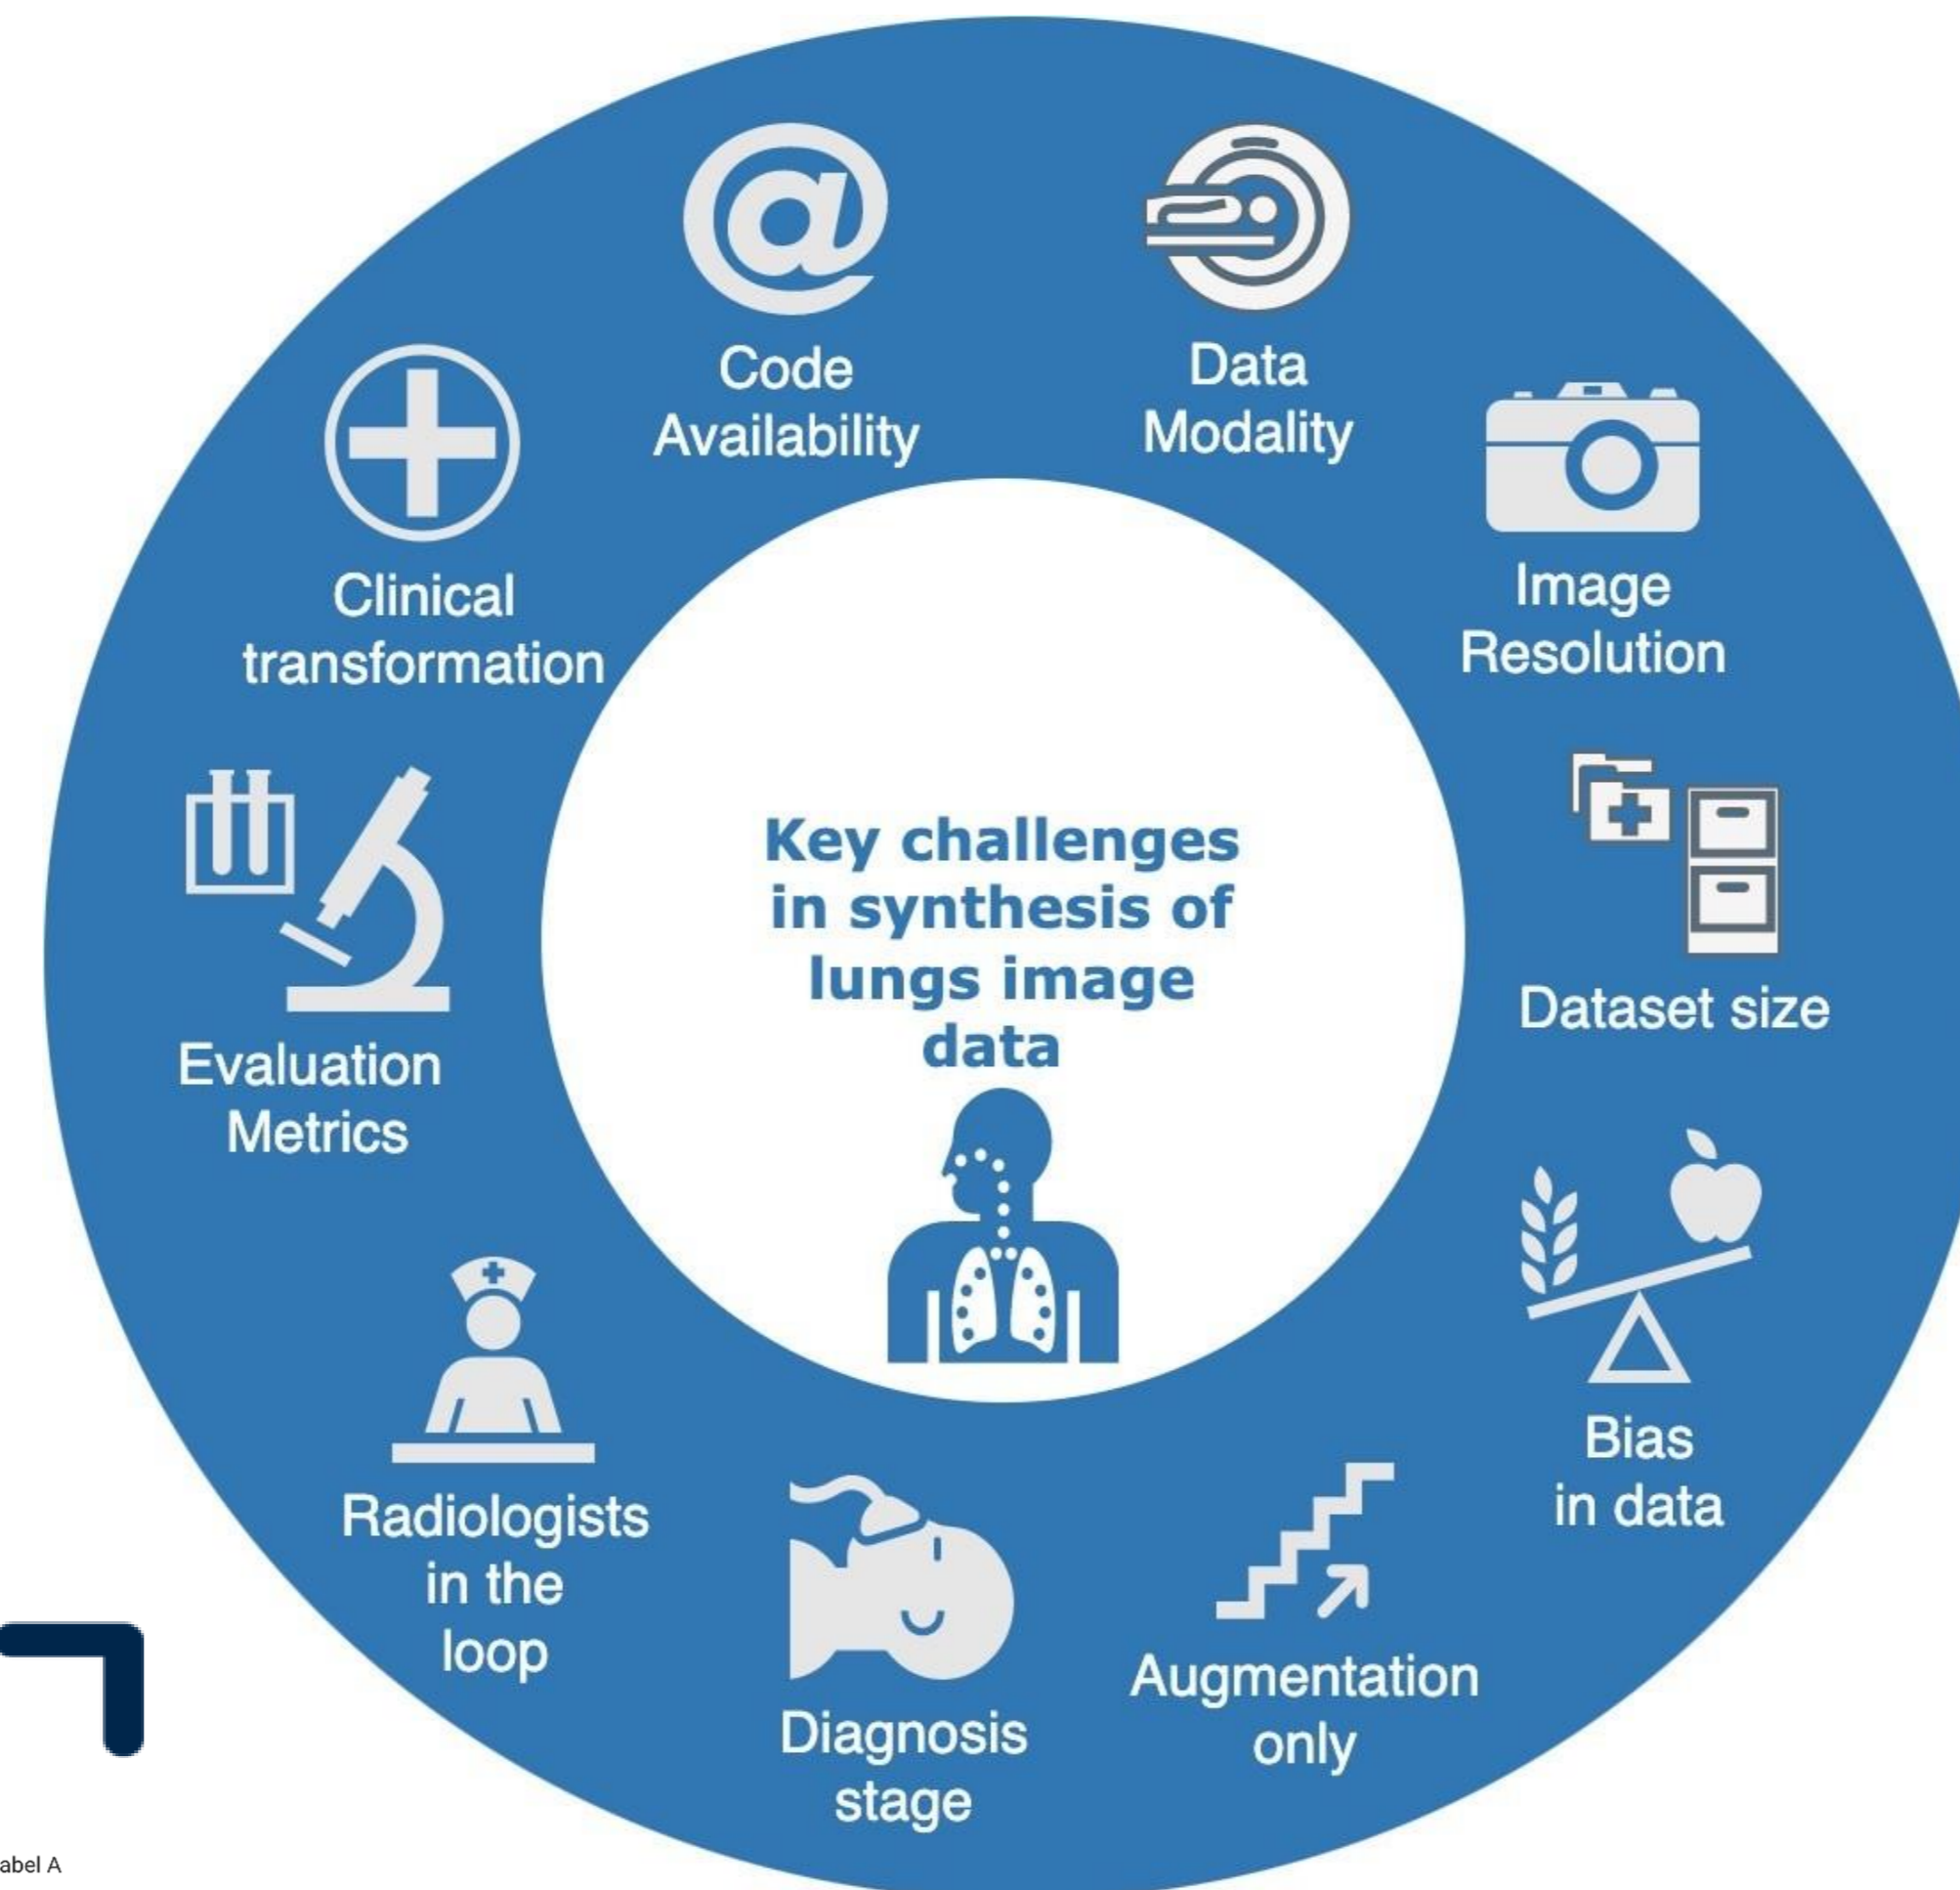 Code
Availability
Data
Modality
Image
Resolution
Dataset size
Bias
in data
Augmentation
only
Diagnosis
stage
Radiologists
in the
loop
Evaluation
Metrics
Clinical
transformation
Key challenges
in synthesis of
lungs image
data
abel A